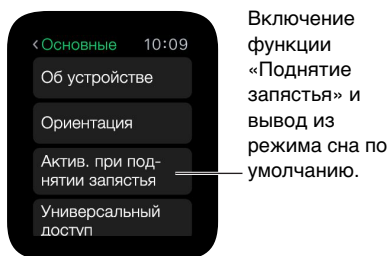 <Основные 10:09
Об устройстве
Ориентация
Актив. при под-
нятии запястья
Универсальный
доступ
Включение
функции
«Поднятие
запястья» и
вывод из
режима сна по
умолчанию.